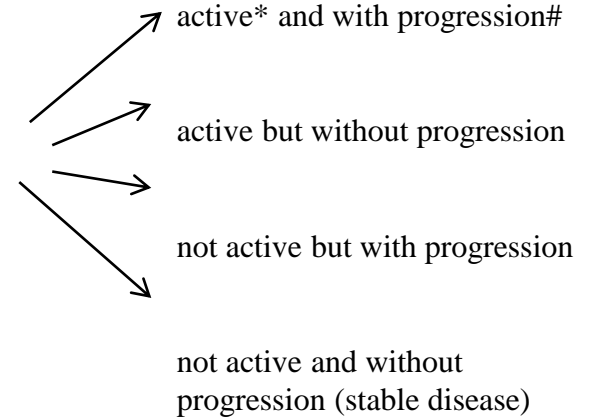 active* and with progression#
active but without progression
not active but with progression
not active and without
progression (stable disease)